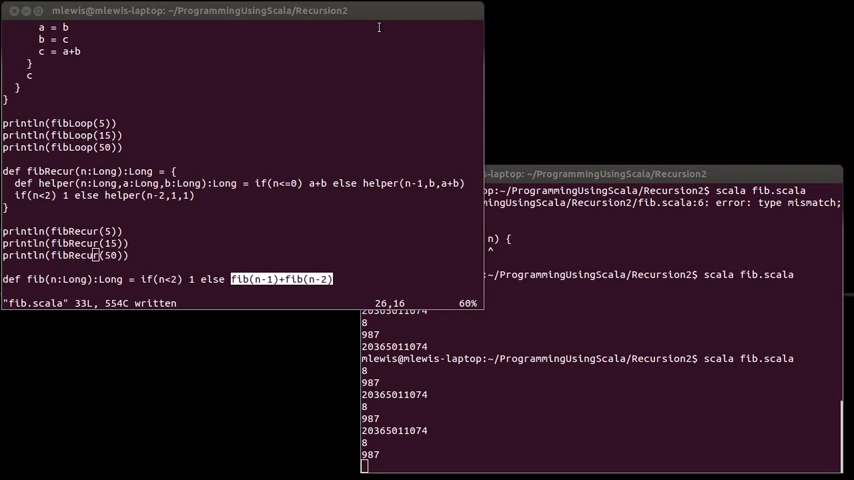 mlewis@mlewis-laptop: ~/ProgrammingUsingScala/Recursion2
a = b
b = c
c = a+b
}
c
}
}
println(fibLoop(5))
println(fibLoop(15))
println(fibLoop(50))
def fibRecur(n:Long):Long = {
def helper(n:Long,a:Long,b:Long):Long = if(n<=0) a+b else helper(n-1,b,a+b)
if(n<2) 1 else helper(n-2,1,1)
}
println(fibRecur(5))
println(fibRecur(15))
println(fibRecur(50))
def fib(n:Long):Long = if(n<2) 1 else fib(n-1)+fib(n-2)
"fib.scala" 33L, 554C written 26,16 60%
-laptop: ~/ProgrammingUsingScala/Recursion2
op:~/ProgrammingUsingScala/Recursion2$ scala fib.scala
ProgrammingUsingScala/Recursion2/fib.scala:6: error: type mismatch;
n) {
^
op:~/ProgrammingUsingScala/Recursion2$ scala fib.scala
20365011074
8
987
20365011074
mlewis@mlewis-laptop:~/ProgrammingUsingScala/Recursion2$ scala fib.scala
8
987
20365011074
8
987
20365011074
8
987